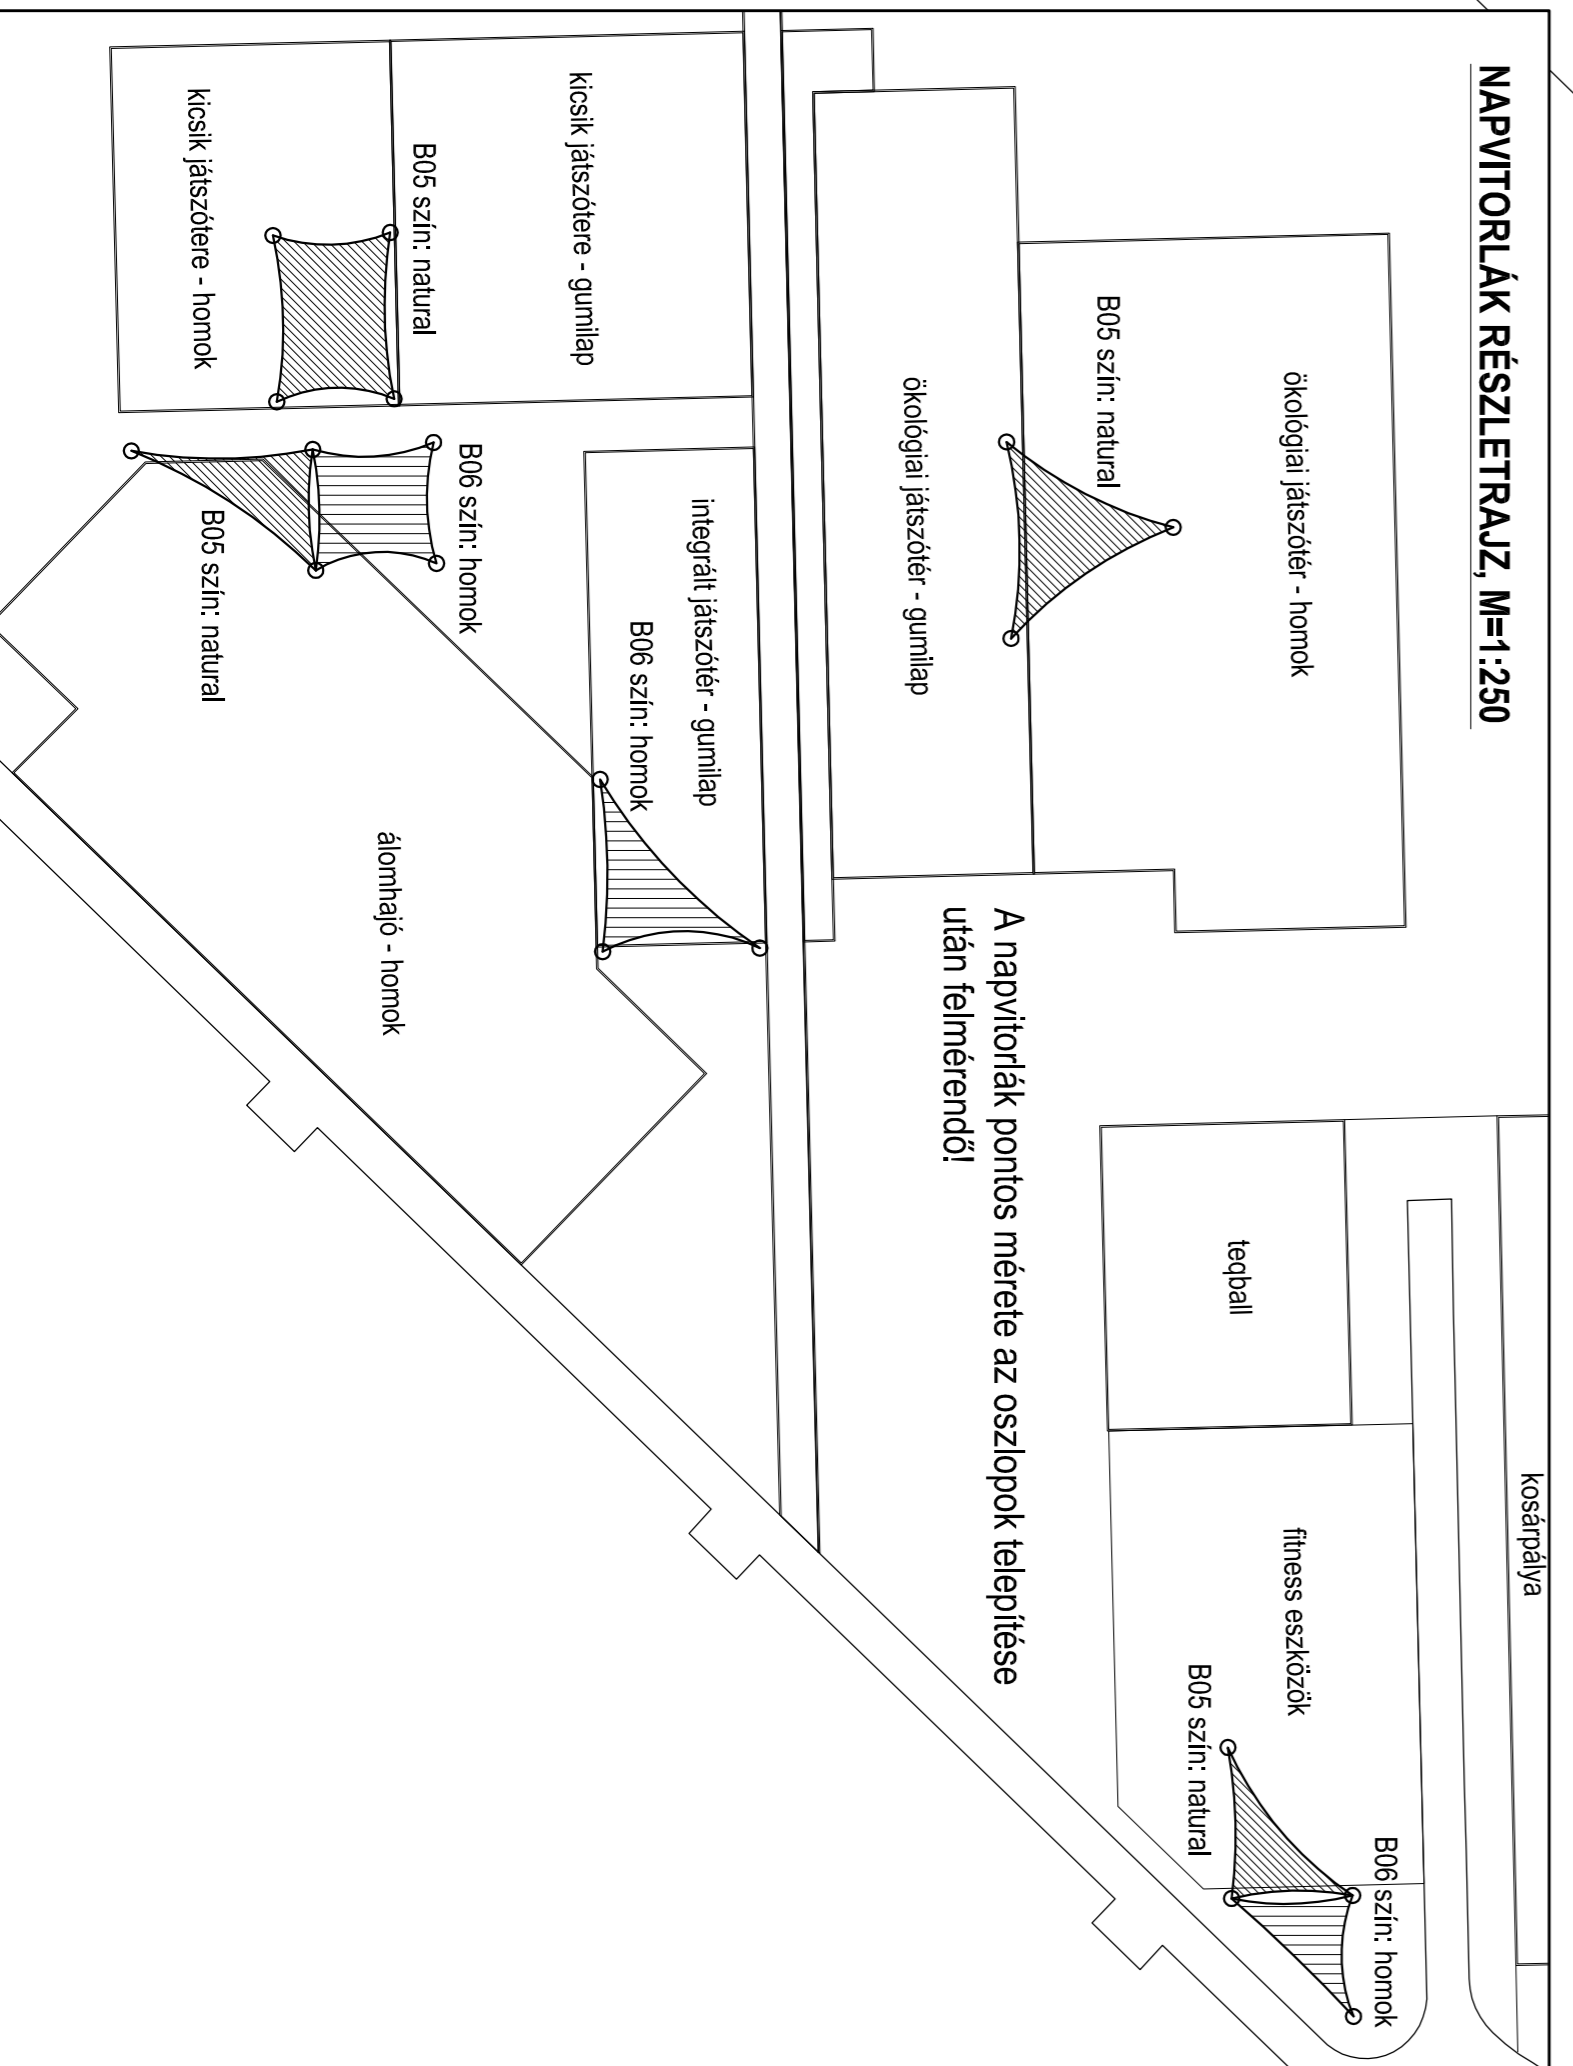 NAPVITORLÁK RÉSZLETRAJZ, M=1:250
kosárpálya
ökológiai játszótér - homok
B05 szín: natural
ökológiai játszótér - gumilap
teqball
fitness eszközök
B05 szín: natural
B06 szín: homok
A napvitorlák pontos mérete az oszlopok telepítése
után felmérendő!
kicsik játszótere - gumilap
B05 szín: natural
kicsik játszótere - homok
integrált játszótér - gumilap
B06 szín: homok
B06 szín: homok
B05 szín: natural
álomhajó - homok